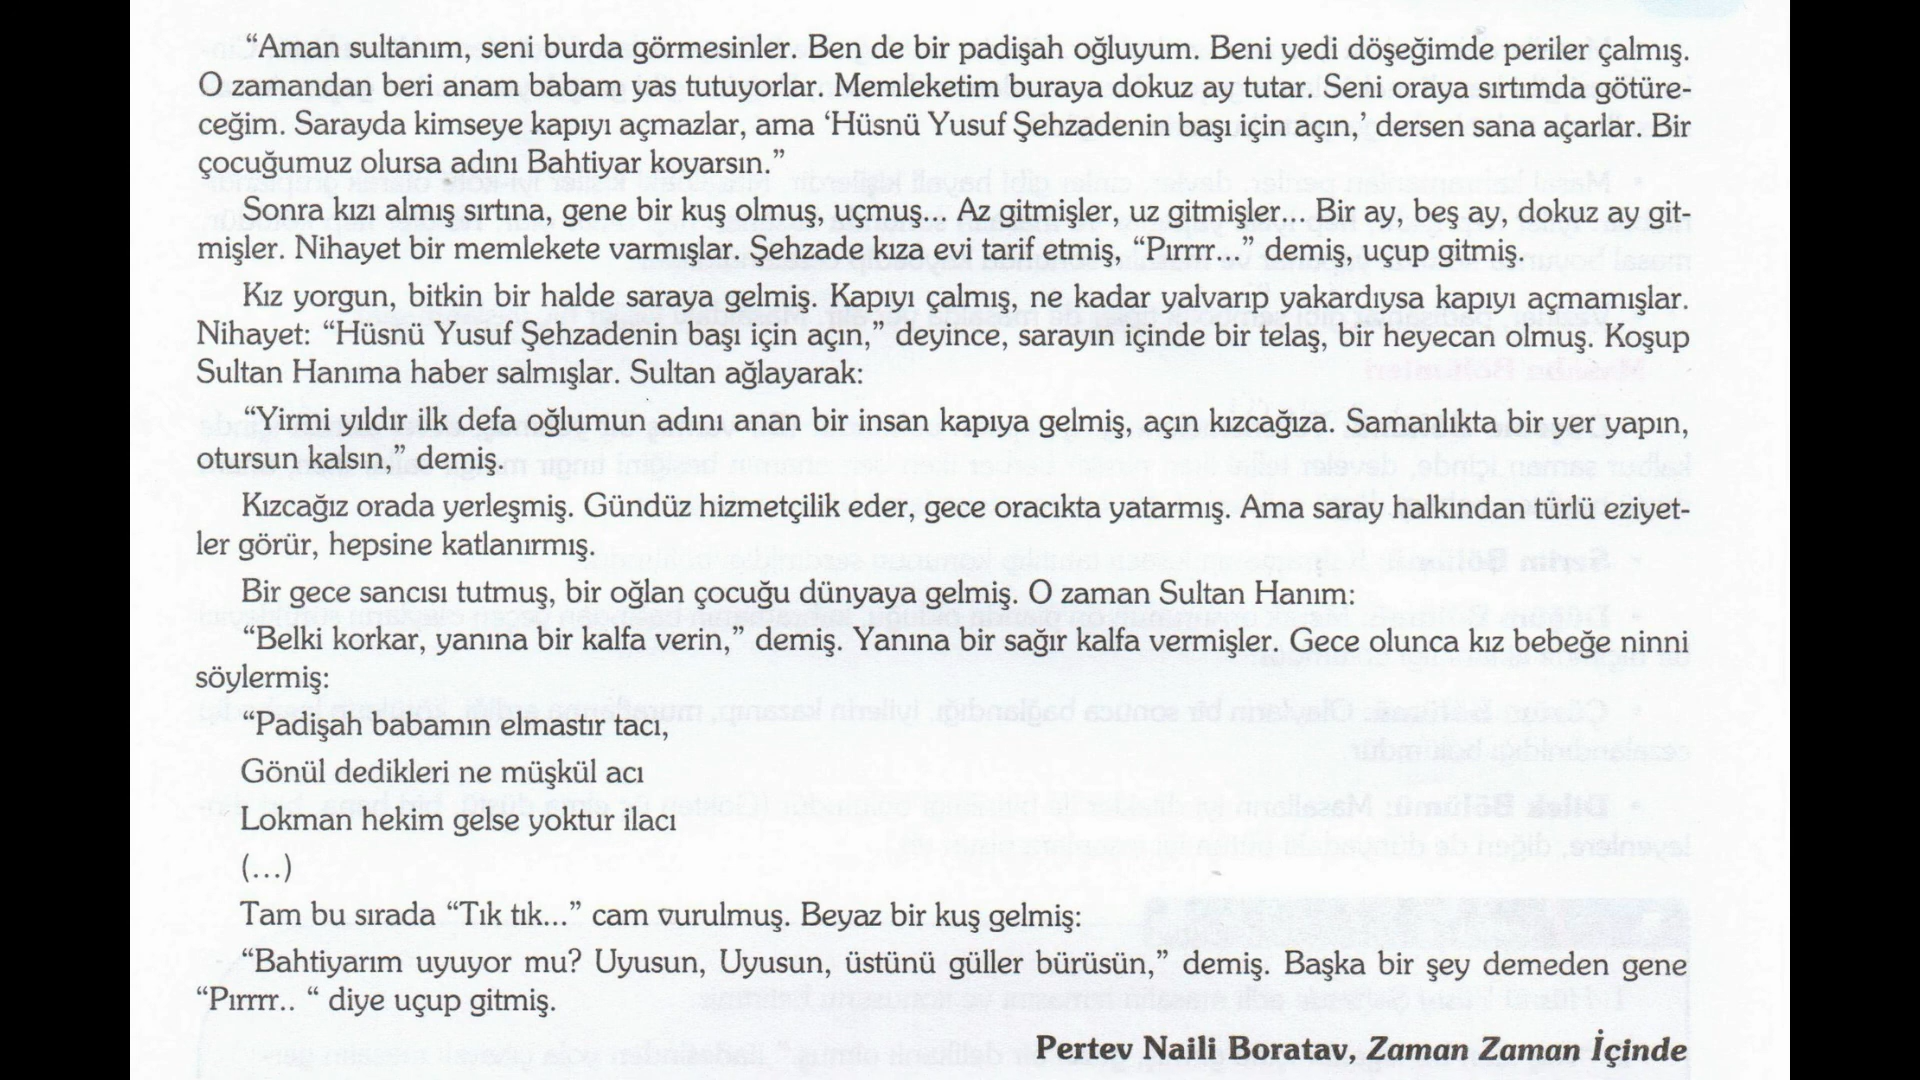 “Aman sultanım, seni burda görmesinler. Ben de bir padişah oğluyum. Beni yedi döşeğimde periler çalmış.
O zamandan beri anam babam yas tutuyorlar. Memleketim buraya dokuz ay tutar. Seni oraya sırtımda götüre-
ceğim. Sarayda kimseye kapıyı açmazlar, ama ‘Hüsnü Yusuf Şehzadenin başı için açın,’ dersen sana açarlar. Bir
çocuğumuz olursa adını Bahtiyar koyarsın.”
Sonra kızı almış sırtına, gene bir kuş olmuş, uçmuş... Az gitmişler, uz gitmişler... Bir ay, beş ay, dokuz ay git-
mişler. Nihayet bir memlekete varmışlar. Şehzade kıza evi tarif etmiş, “Pırrr...” demiş, uçup gitmiş.
Kız yorgun, bitkin bir halde saraya gelmiş. Kapıyı çalmış, ne kadar yalvarıp yakardıysa kapıyı açmamışlar.
Nihayet: “Hüsnü Yusuf Şehzadenin başı için açın,” deyince, sarayın içinde bir telaş, bir heyecan olmuş. Koşup
Sultan Hanıma haber salmışlar. Sultan ağlayarak:
“Yirmi yıldır ilk defa oğlumun adını anan bir insan kapıya gelmiş, açın kızcağıza. Samanlıkta bir yer yapın,
otursun kalsın,” demiş.
Kızcağız orada yerleşmiş. Gündüz hizmetçilik eder, gece oracıkta yatarmış. Ama saray halkından türlü eziyet-
ler görür, hepsine katlanırmış.
Bir gece sancısı tutmuş, bir oğlan çocuğu dünyaya gelmiş. O zaman Sultan Hanım:
“Belki korkar, yanına bir kalfa verin,” demiş. Yanına bir sağır kalfa vermişler. Gece olunca kız bebeğe ninni
söylermiş:
“Padişah babamın elmastır tacı,
Gönül dedikleri ne müşkül acı
Lokman hekim gelse yoktur ilacı
(...)
Tam bu sırada “Tık tık...” cam vurulmuş. Beyaz bir kuş gelmiş:
“Bahtiyarım uyuyor mu? Uyusun, Uyusun, üstünü güller bürüsün,” demiş. Başka bir şey demeden gene
“Pırrrr.. “ diye uçup gitmiş.
Pertev Naili Boratav, Zaman Zaman İçinde